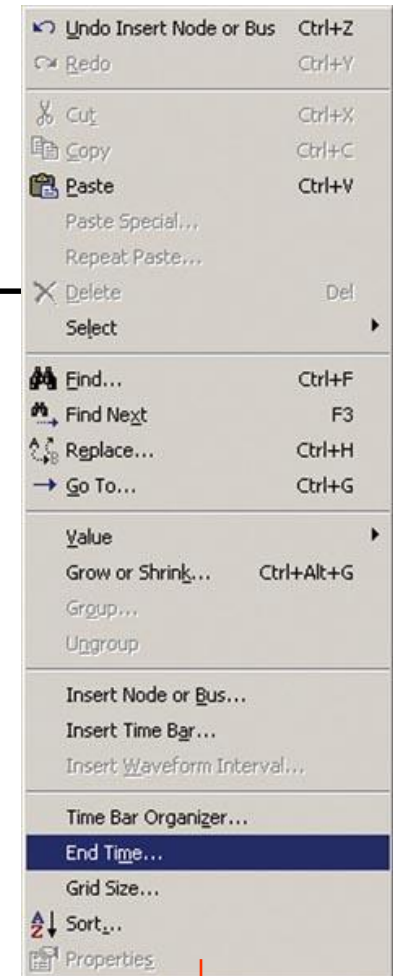 Undo Insert Node or Bus Ctrl+Z
Redo Ctrl+Y
Cut Ctrl+X
Copy Ctrl+C
Paste Ctrl+V
Paste Special...
Repeat Paste...
Delete Del
Select
Find... Ctrl+F
Find Next F3
Replace... Ctrl+H
Go To... Ctrl+G
Value
Grow or Shrink... Ctrl+Alt+G
Group...
Ungroup
Insert Node or Bus...
Insert Time Bar...
Insert Waveform Interval...
Time Bar Organizer...
End Time...
Grid Size...
Sort...
Properties